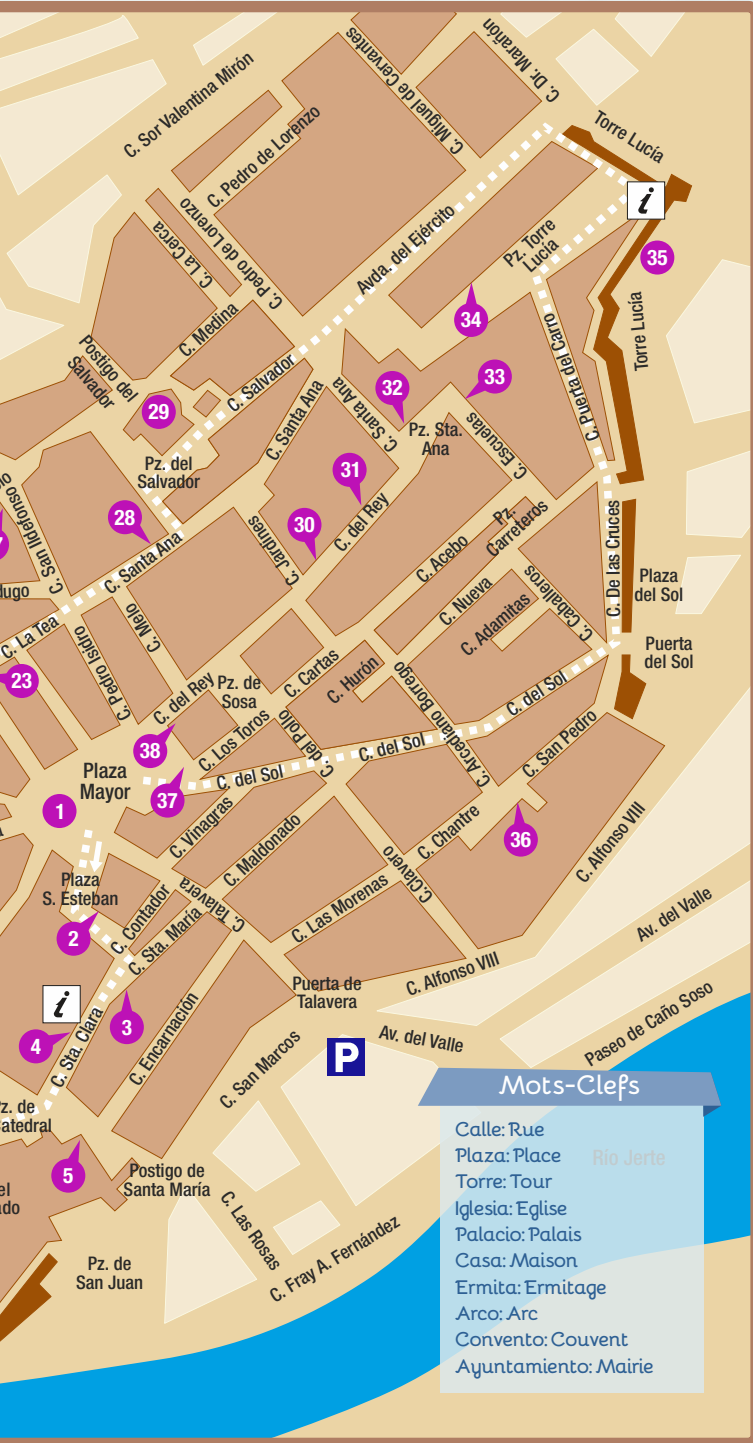 C. Sor Valentina Mirón
C. Miguel de Cervantes
C. Dr. Marañón
C. Pedro de Lorenzo
Torre Lucía
C. Pedro de Lorenzo
C. La Cerca
Avda. del Ejército
Pz. Torre
Lucía
35
Torre Lucía
34
C. Medina
Postigo del
Salvador
C. Salvador
C. Puerta del Carro
29
C. Santa Ana
C. Santa Ana
32
33
Pz. Sta.
Ana
C. Escuelas
Pz. del
Salvador
31
28
30
C. del Rey
C. San Ildefonso
C. Santa Ana
C. Jardines
Pz.
Carreteros
C. Acebo
C. De las Cruces
Plaza
del Sol
C. Nueva
C. Adamitas
C. Caballeros
C. La Tea
C. Pedro Isidro
C. Melo
Puerta
del Sol
23
C. del Rey
Pz. de
Sosa
C. Cartas
C. Hurón
C. Arcediano Borrego
C. del Sol
38
C. Los Toros
C. del Pollo
C. del Sol
C. San Pedro
Plaza
Mayor
37
C. del Sol
1
C. Vinagras
C. Maldonado
C. Chantre
36
C. Alfonso VIII
Plaza
S. Esteban
C. Contador
C. Talavera
C. Clavero
2
C. Sta. María
C. Las Morenas
Av. del Valle
Puerta de
Talavera
C. Alfonso VIII
i
i
4
C. Sta. Clara
3
C. Encarnación
C. San Marcos
P
Av. del Valle
Paseo de Caño Soso
5
Postigo de
Santa María
C. Las Rosas
C. Fray A. Fernández
Pz. de
San Juan
Mots-Clefs
Calle: Rue
Plaza: Place
Río Jerte
Torre: Tour
Iglesia: Eglise
Palacio: Palais
Casa: Maison
Ermita: Ermitage
Arco: Arc
Convento: Couvent
Ayuntamiento: Mairie